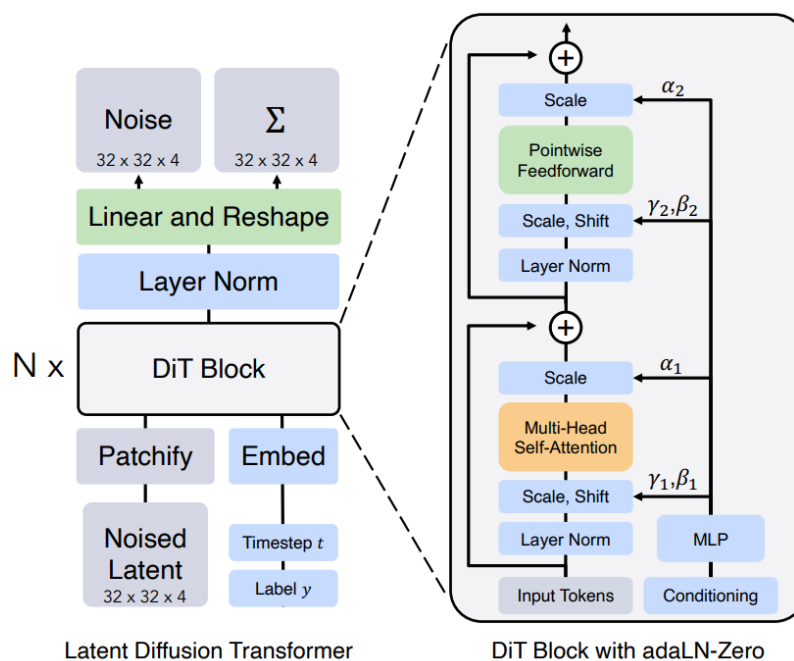 Noise
32 x 32 x 4
Σ
32 x 32 x 4
Linear and Reshape
Layer Norm
N x
DiT Block
Patchify
Embed
Noised
Latent
32 x 32 x 4
Timestep t
Label y
Latent Diffusion Transformer
+
Scale
α₂
Pointwise
Feedforward
Scale, Shift
γ₂,β₂
Layer Norm
+
Scale
α₁
Multi-Head
Self-Attention
Scale, Shift
γ₁,β₁
Layer Norm
MLP
Input Tokens
Conditioning
DiT Block with adaLN-Zero